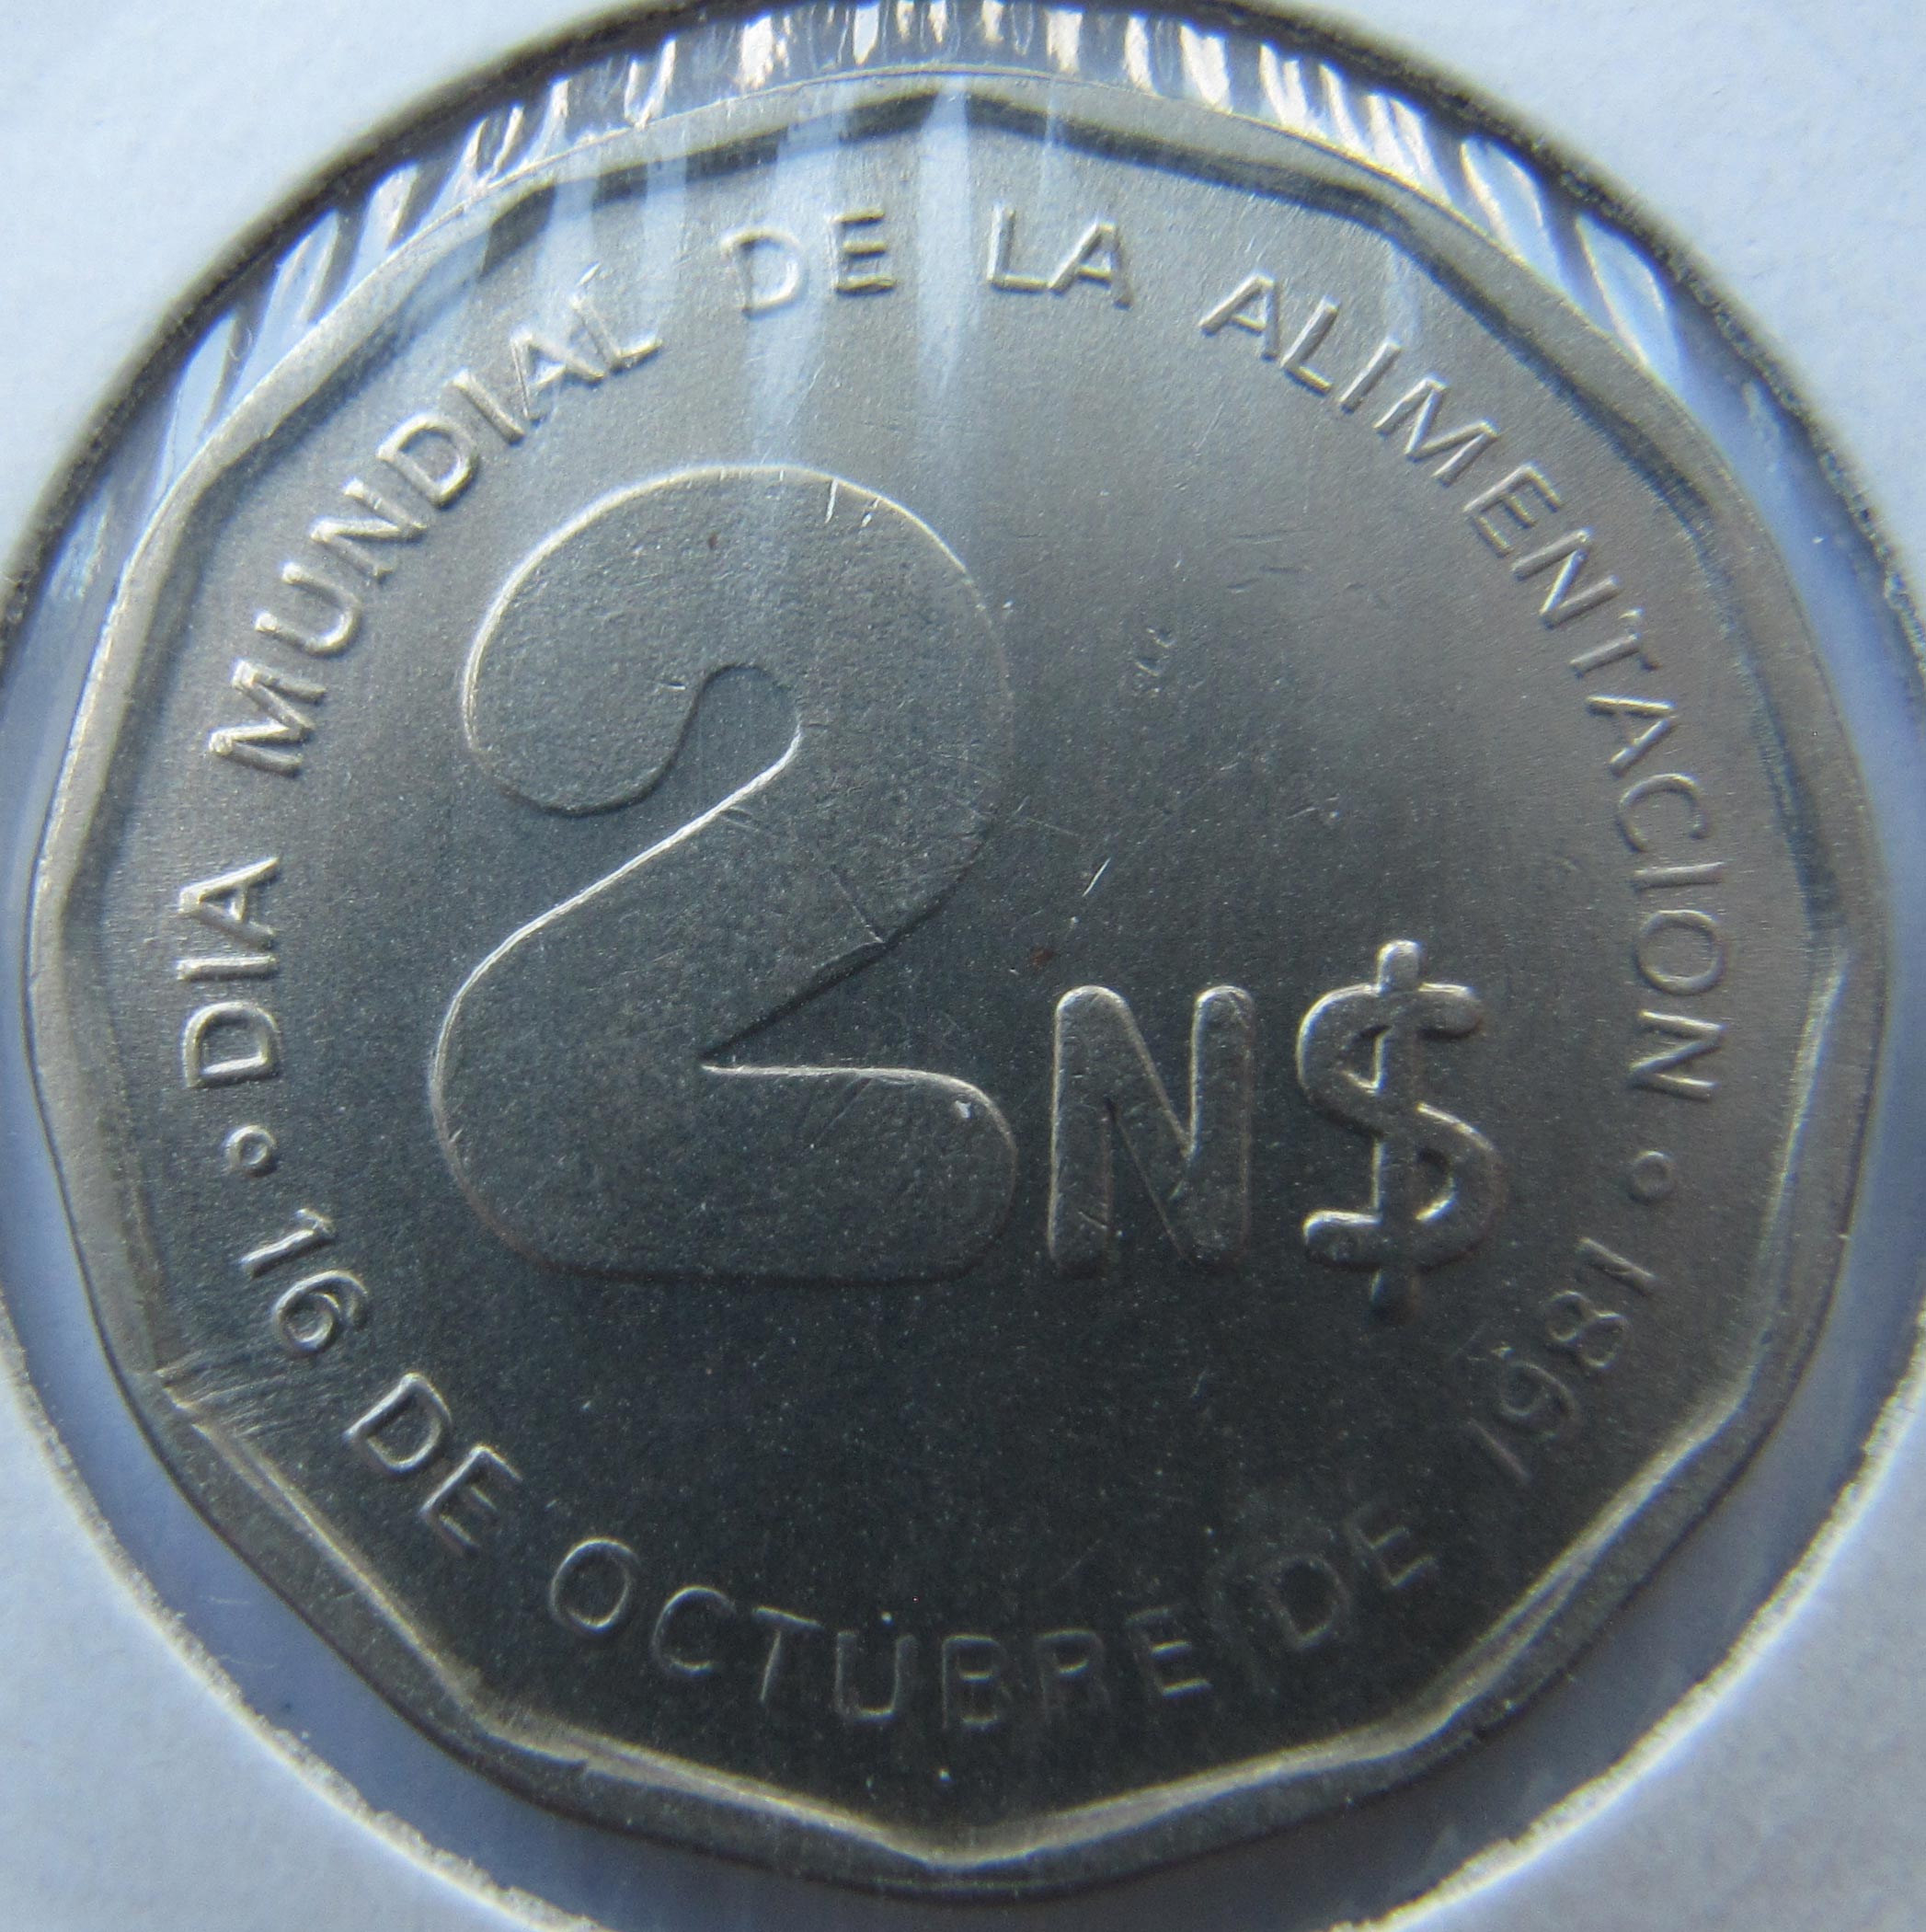 DIA MUNDIAL DE LA ALIMENTACION
2 N$
16 DE OCTUBRE DE 1981